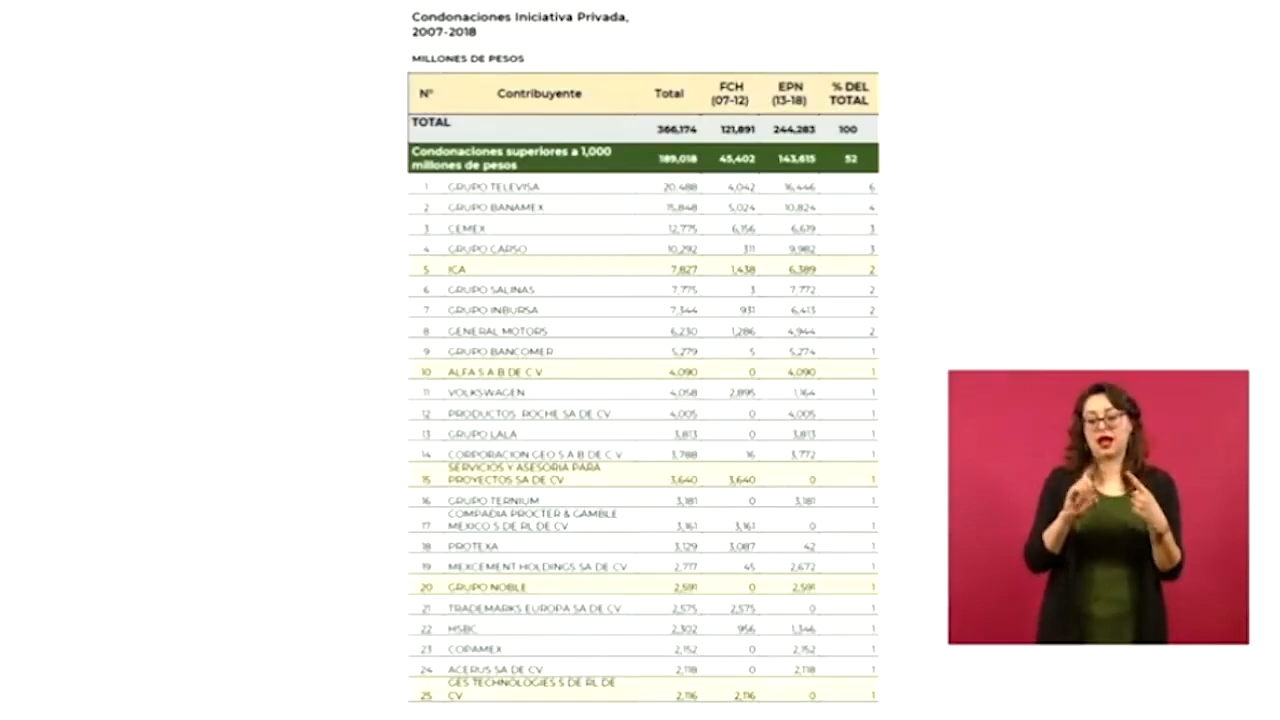 Condonaciones Iniciativa Privada,
2007-2018
MILLONES DE PESOS
N° Contribuyente Total FCH (07-12) EPN (13-18) % DEL TOTAL
TOTAL 366,174 121,891 244,283 100
Condonaciones superiores a 1,000
millones de pesos 189,018 45,402 143,615 52
1 GRUPO TELEVISA 20,488 4,042 16,446 6
2 GRUPO BANAMEX 15,848 5,024 10,824 4
3 CEMEX 12,775 6,156 6,619 3
4 GRUPO CARSO 10,292 311 9,982 3
5 ICA 7,827 1,438 6,389 2
6 GRUPO SALINAS 7,775 3 7,772 2
7 GRUPO INBURSA 7,344 931 6,413 2
8 GENERAL MOTORS 6,230 1,286 4,944 2
9 GRUPO BANCOMER 5,279 5 5,274 1
10 ALFA S A B DE C V 4,090 0 4,090 1
11 VOLKSWAGEN 4,058 2,895 1,164 1
12 PRODUCTOS ROCHE SA DE CV 4,005 0 4,005 1
13 GRUPO LALA 3,813 0 3,813 1
14 CORPORACION GEO S A B DE C V 3,788 16 3,772 1
SERVICIOS Y ASESORIA PARA
15 PROYECTOS SA DE CV 3,640 3,640 0 1
16 GRUPO TERNIUM 3,181 0 3,181 1
COMPADIA PROCTER & GAMBLE
17 MEXICO S DE RL DE CV 3,161 3,161 0 1
18 PROTEXA 3,129 3,087 42 1
19 MEXCEMENT HOLDINGS SA DE CV 2,717 45 2,672 1
20 GRUPO NOBLE 2,591 0 2,591 1
21 TRADEMARKS EUROPA SA DE CV 2,575 2,575 0 1
22 HSBC 2,302 956 1,346 1
23 COPAMEX 2,152 0 2,152 1
24 ACERUS SA DE CV 2,118 0 2,118 1
GES TECHNOLOGIES S DE RL DE
25 CV 2,116 2,116 0 1